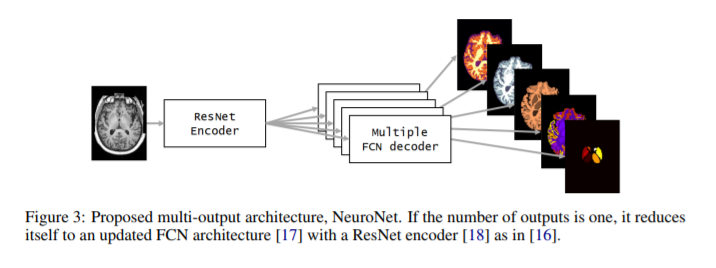 ResNet
Encoder
Multiple
FCN decoder
Figure 3: Proposed multi-output architecture, NeuroNet. If the number of outputs is one, it reduces
itself to an updated FCN architecture [17] with a ResNet encoder [18] as in [16].